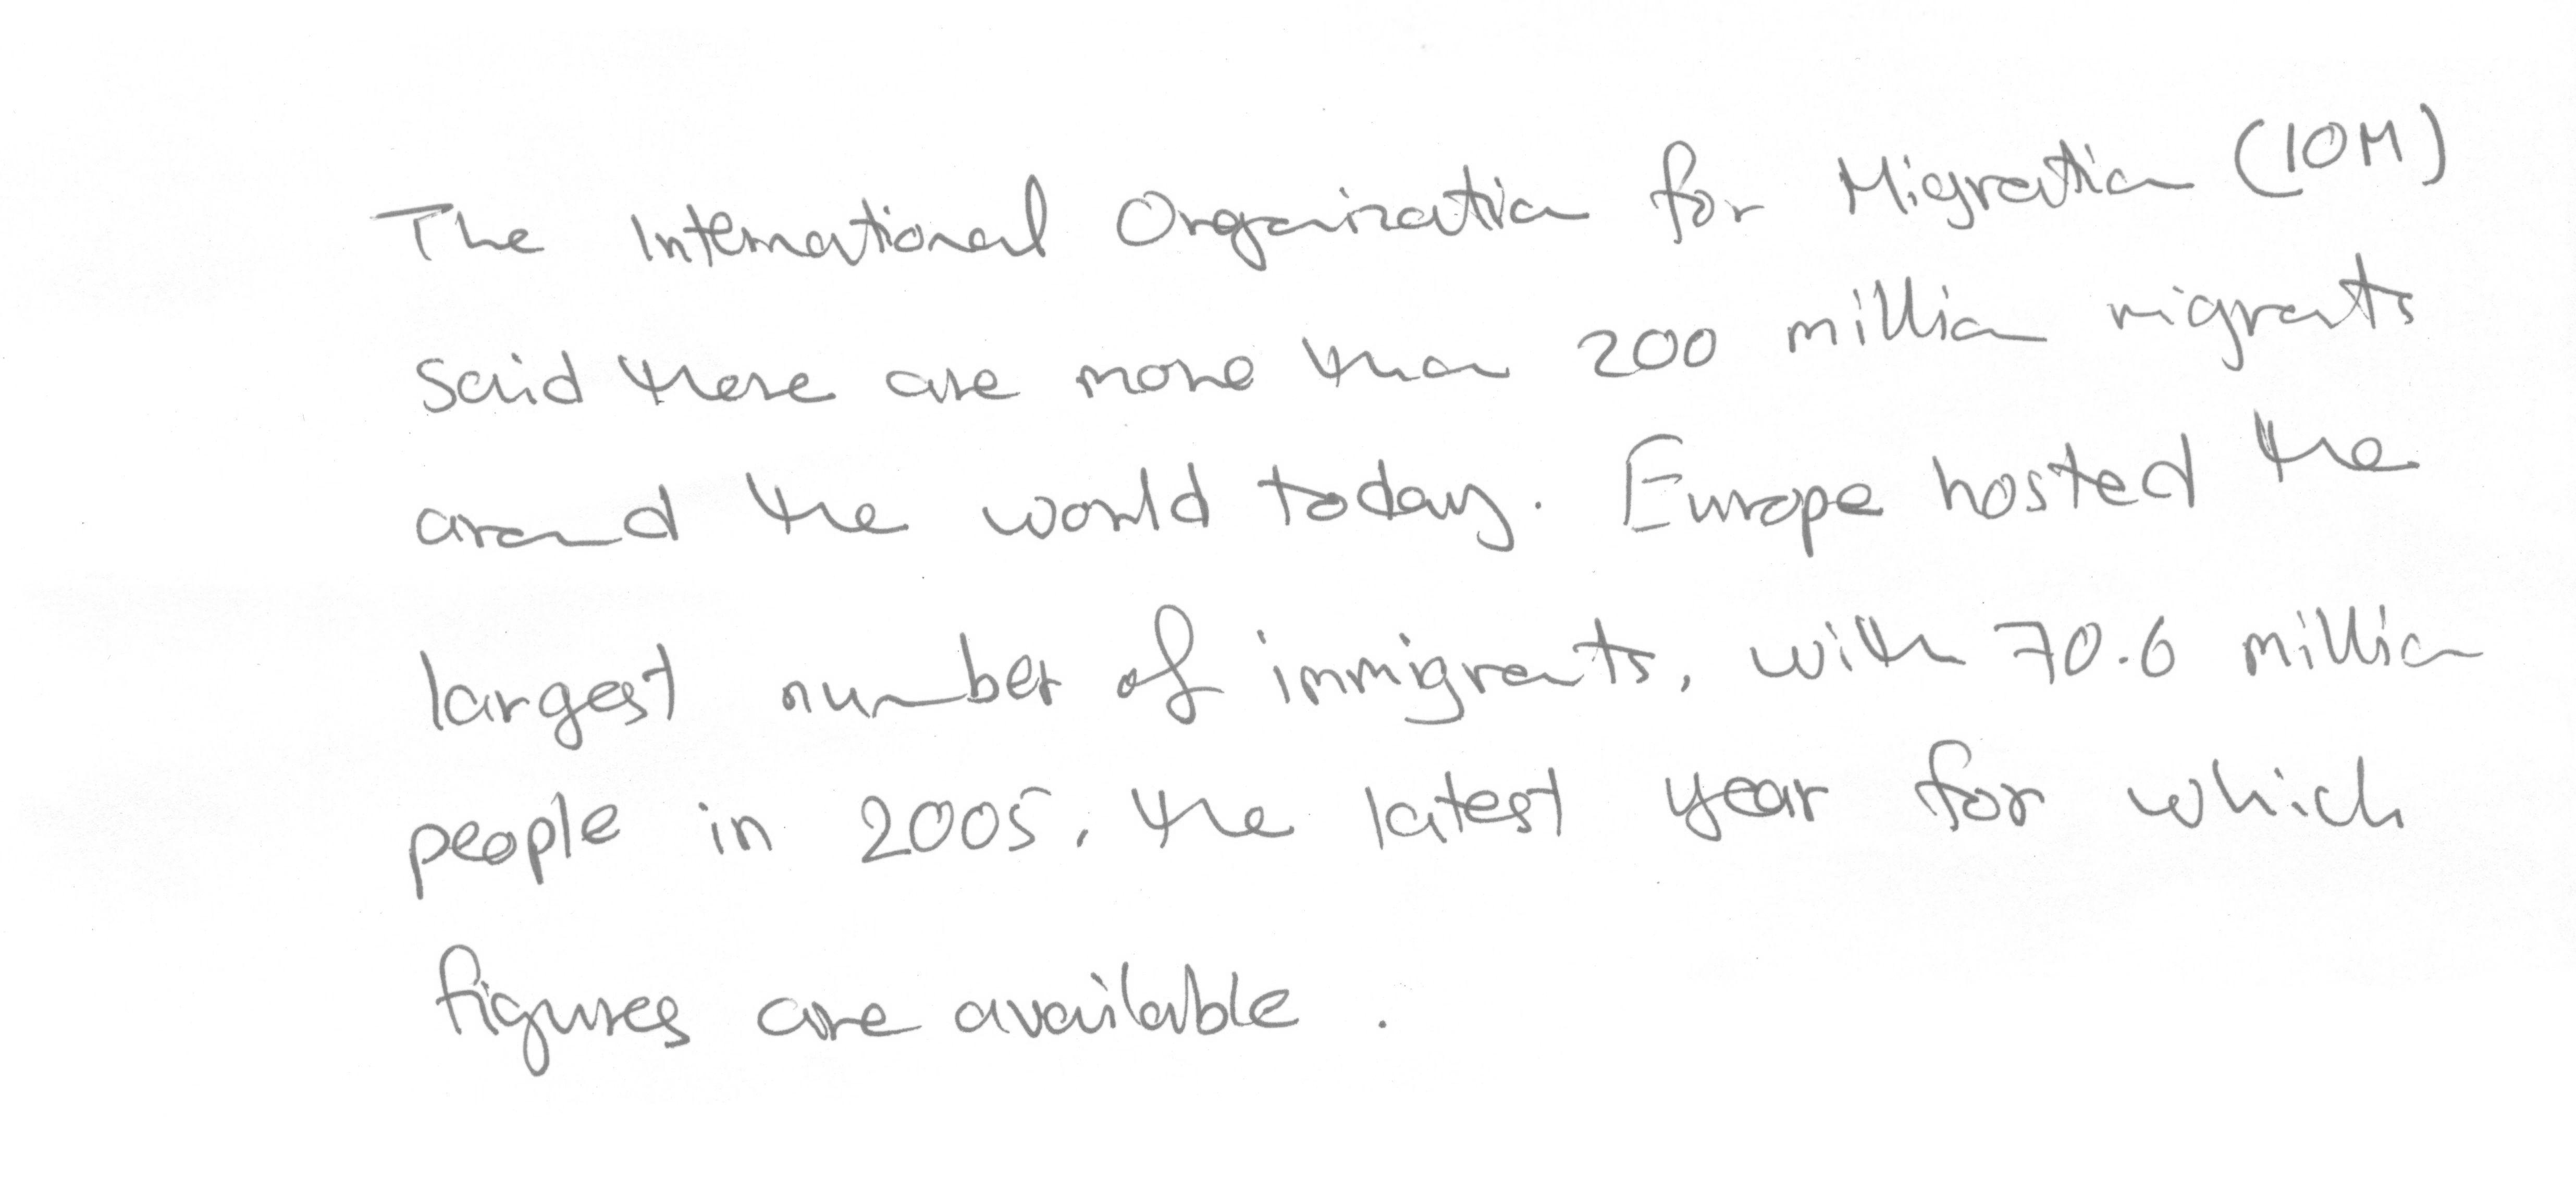 The International Organization for Migration (IOM)
said there are more than 200 million migrants
around the world today. Europe hosted the
largest number of immigrants, with 70.6 million
people in 2005, the latest year for which
figures are available.